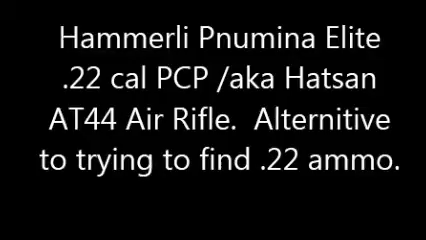 Hammerli Pnumina Elite
.22 cal PCP /aka Hatsan
AT44 Air Rifle.  Alternitive
to trying to find .22 ammo.